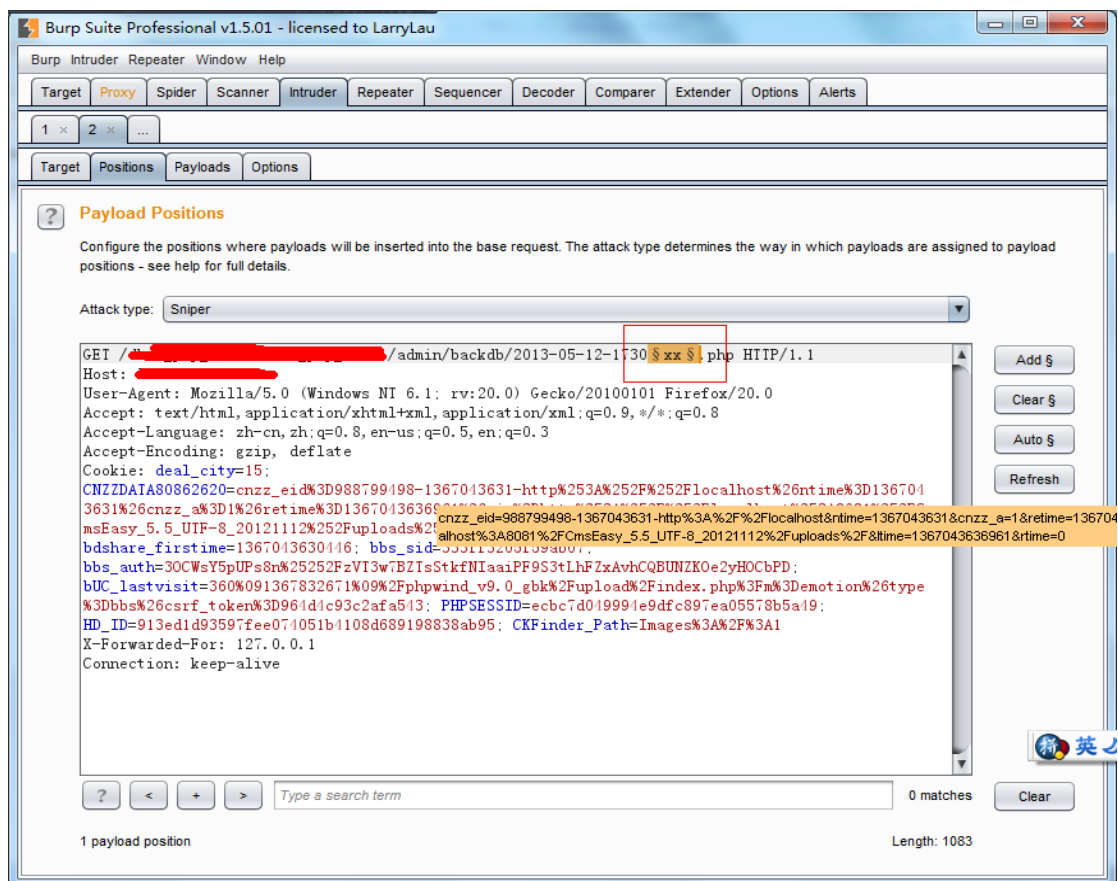 Burp Suite Professional v1.5.01 - licensed to LarryLau
Burp Intruder Repeater Window Help
Target Proxy Spider Scanner Intruder Repeater Sequencer Decoder Comparer Extender Options Alerts
1 × 2 × ...
Target Positions Payloads Options
?
Payload Positions
Configure the positions where payloads will be inserted into the base request. The attack type determines the way in which payloads are assigned to payload
positions - see help for full details.
Attack type: Sniper
GET / /admin/backdb/2013-05-12-1730§xx§.php HTTP/1.1
Add §
Host:
User-Agent: Mozilla/5.0 (Windows NT 6.1; rv:20.0) Gecko/20100101 Firefox/20.0
Clear §
Accept: text/html,application/xhtml+xml,application/xml;q=0.9,*/*;q=0.8
Accept-Language: zh-cn,zh;q=0.8,en-us;q=0.5,en;q=0.3
Auto §
Accept-Encoding: gzip, deflate
Cookie: deal_city=15;
Refresh
CNZZDATA80862620=cnzz_eid%3D988799498-1367043631-http%253A%252F%252Flocalhost%26ntime%3D136704
3631%26cnzz_a%3D1%26retime%3D1367043636961%26
cnzz_eid=988799498-1367043631-http%3A%2F%2Flocalhost&ntime=1367043631&cnzz_a=1&retime=136704
msEasy_5.5_UTF-8_20121112%252Fuploads%25
alhost%3A8081%2FCmsEasy_5.5_UTF-8_20121112%2Fuploads%2F&ltime=1367043636961&rtime=0
bdshare_firstime=1367043630446; bbs_sid=
bbs_auth=3OCWsY5pUPs8n%25252FzVI3w7BZIsStkfNIaaiPF9S3tLhFZxAvhCQBUNZKOe2yHOCbPD;
bUC_lastvisit=360%091367832671%09%2Fphpwind_v9.0_gbk%2Fupload%2Findex.php%3Fm%3Demotion%26type
%3Dbbs%26csrf_token%3D964d4c93c2afa543; PHPSESSID=ecbc7d049994e9dfc897ea05578b5a49;
HD_ID=913ed1d93597fee074051b4108d689198838ab95; CKFinder_Path=Images%3A%2F%3A1
X-Forwarded-For: 127.0.0.1
Connection: keep-alive
英
? < + > Type a search term 0 matches Clear
1 payload position Length: 1083